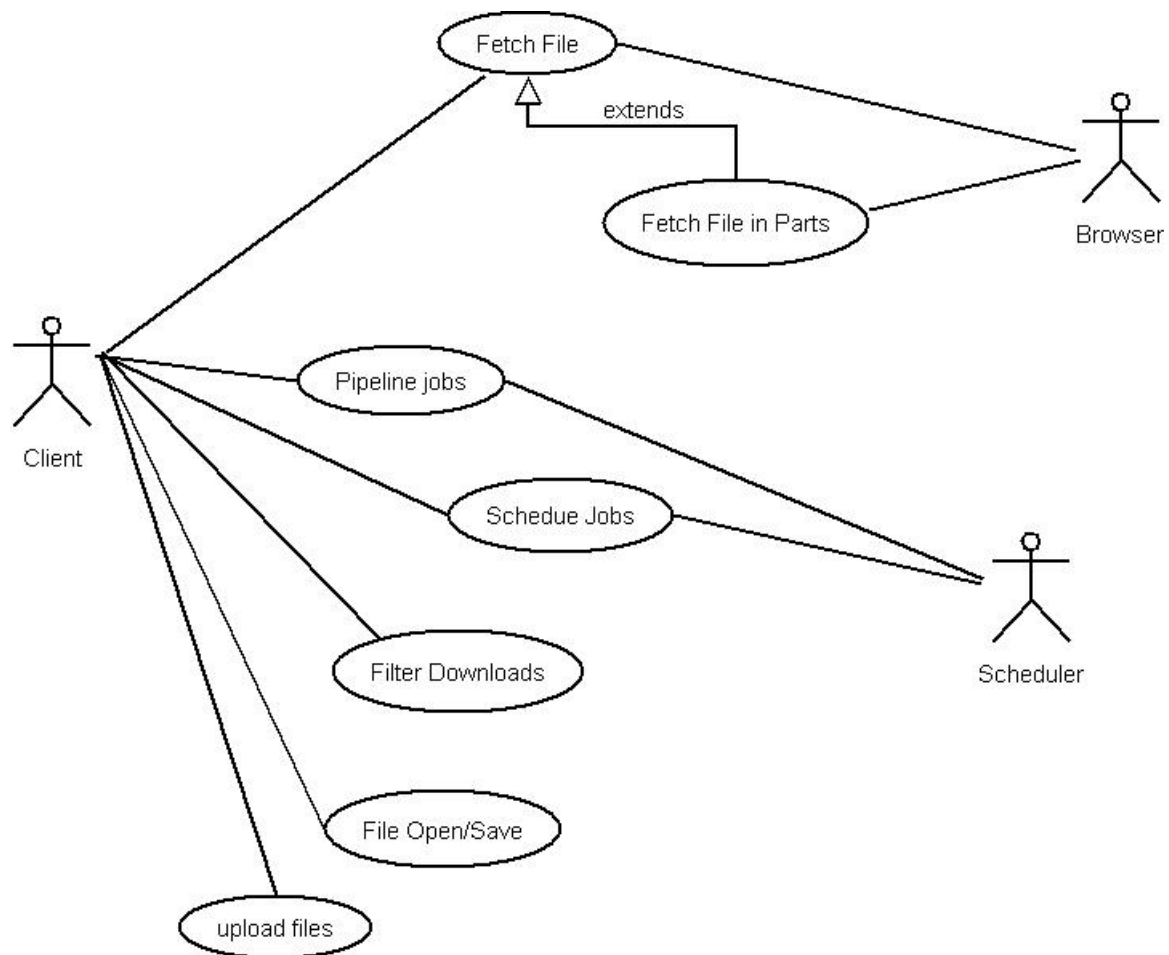 Fetch File
extends
Fetch File in Parts
Browser
Pipeline jobs
Client
Schedue Jobs
Filter Downloads
Scheduler
File Open/Save
upload files